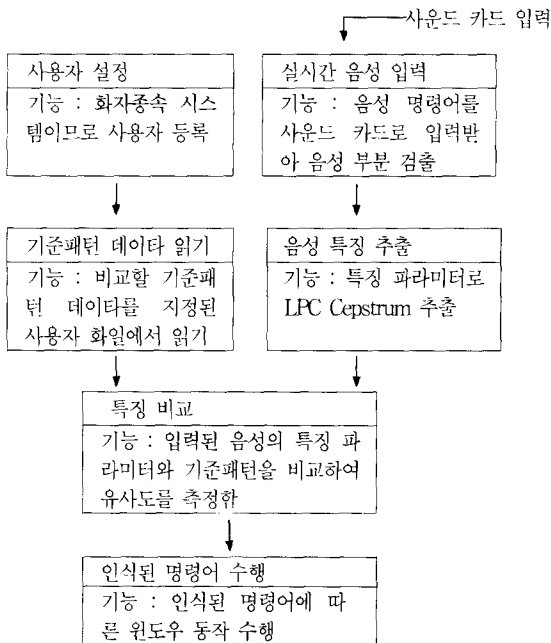 사운드 카드 입력
사용자 설정
기능 : 화자종속 시스
템이므로 사용자 등록
실시간 음성 입력
기능 : 음성 명령어를
사운드 카드로 입력받
아 음성 부분 검출
기준패턴 데이타 읽기
기능 : 비교할 기준패
턴 데이타를 지정된
사용자 화일에서 읽기
음성 특징 추출
기능 : 특징 파라미터로
LPC Cepstrum 추출
특징 비교
기능 : 입력된 음성의 특징 파
라미터와 기준패턴을 비교하여
유사도를 측정함
인식된 명령어 수행
기능 : 인식된 명령어에 따
른 윈도우 동작 수행